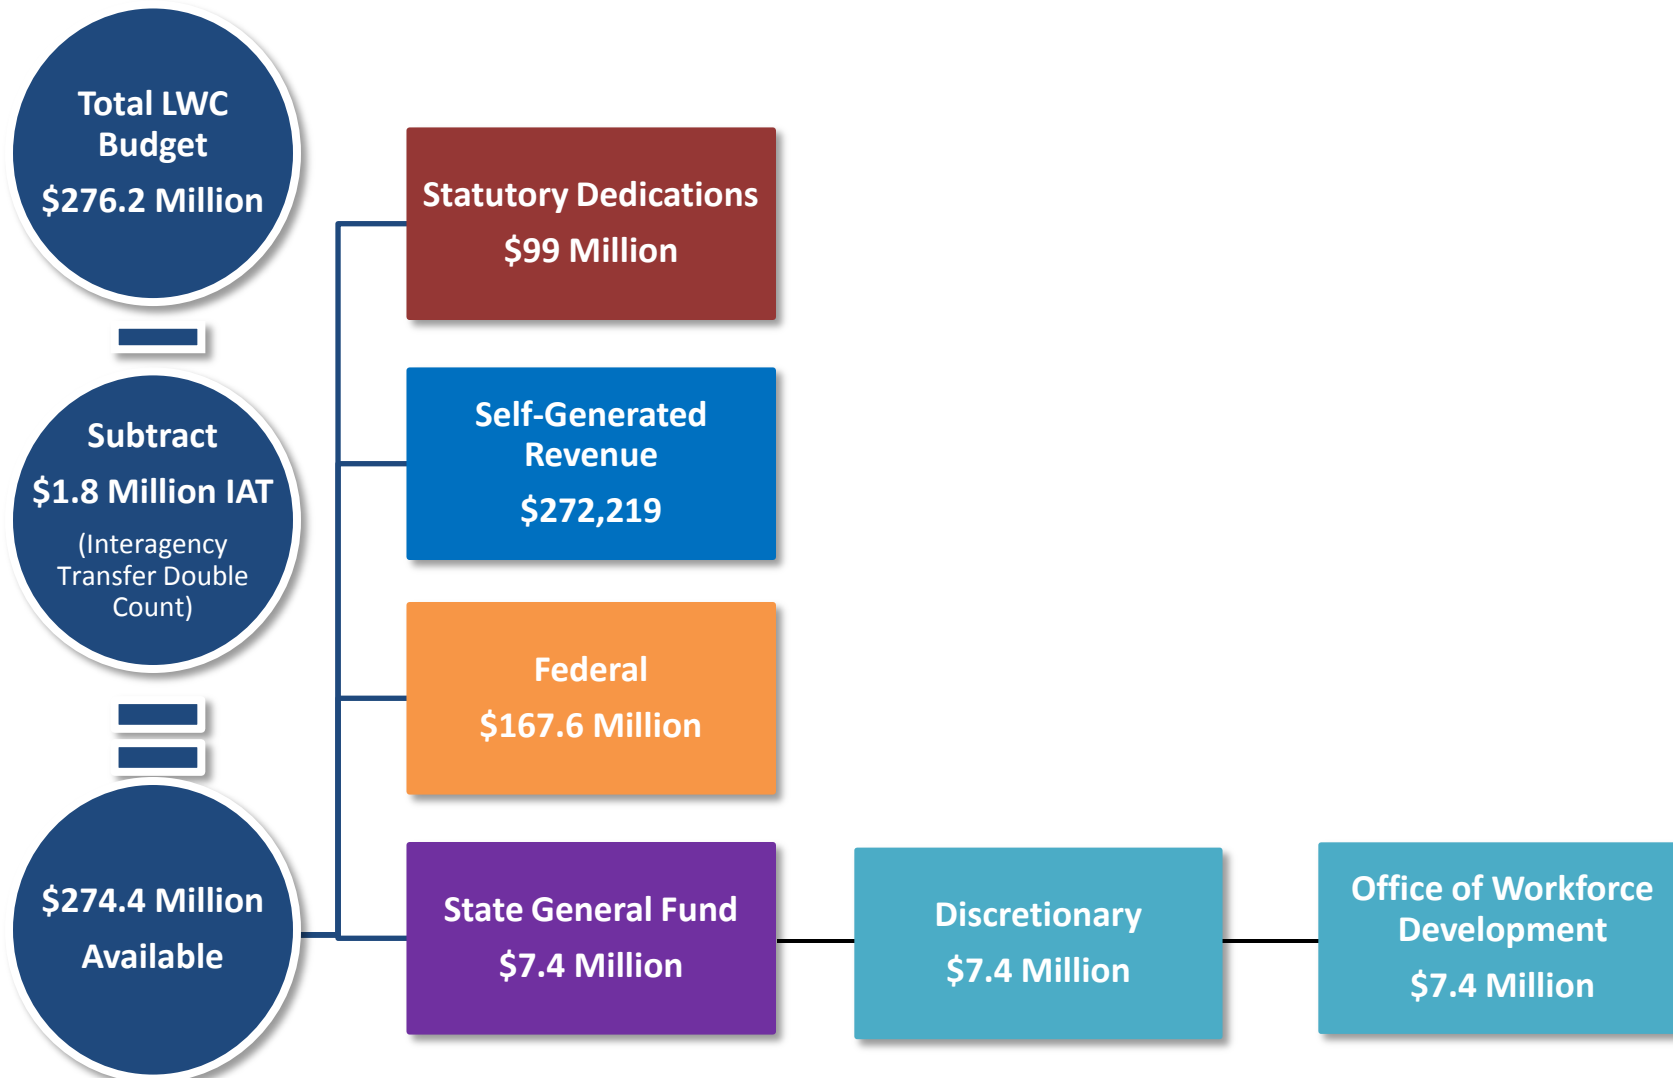 Total LWC
Budget
$276.2 Million
Subtract
$1.8 Million IAT
(Interagency
Transfer Double
Count)
$274.4 Million
Available
Statutory Dedications
$99 Million
Self-Generated
Revenue
$272,219
Federal
$167.6 Million
State General Fund
$7.4 Million
Discretionary
$7.4 Million
Office of Workforce
Development
$7.4 Million